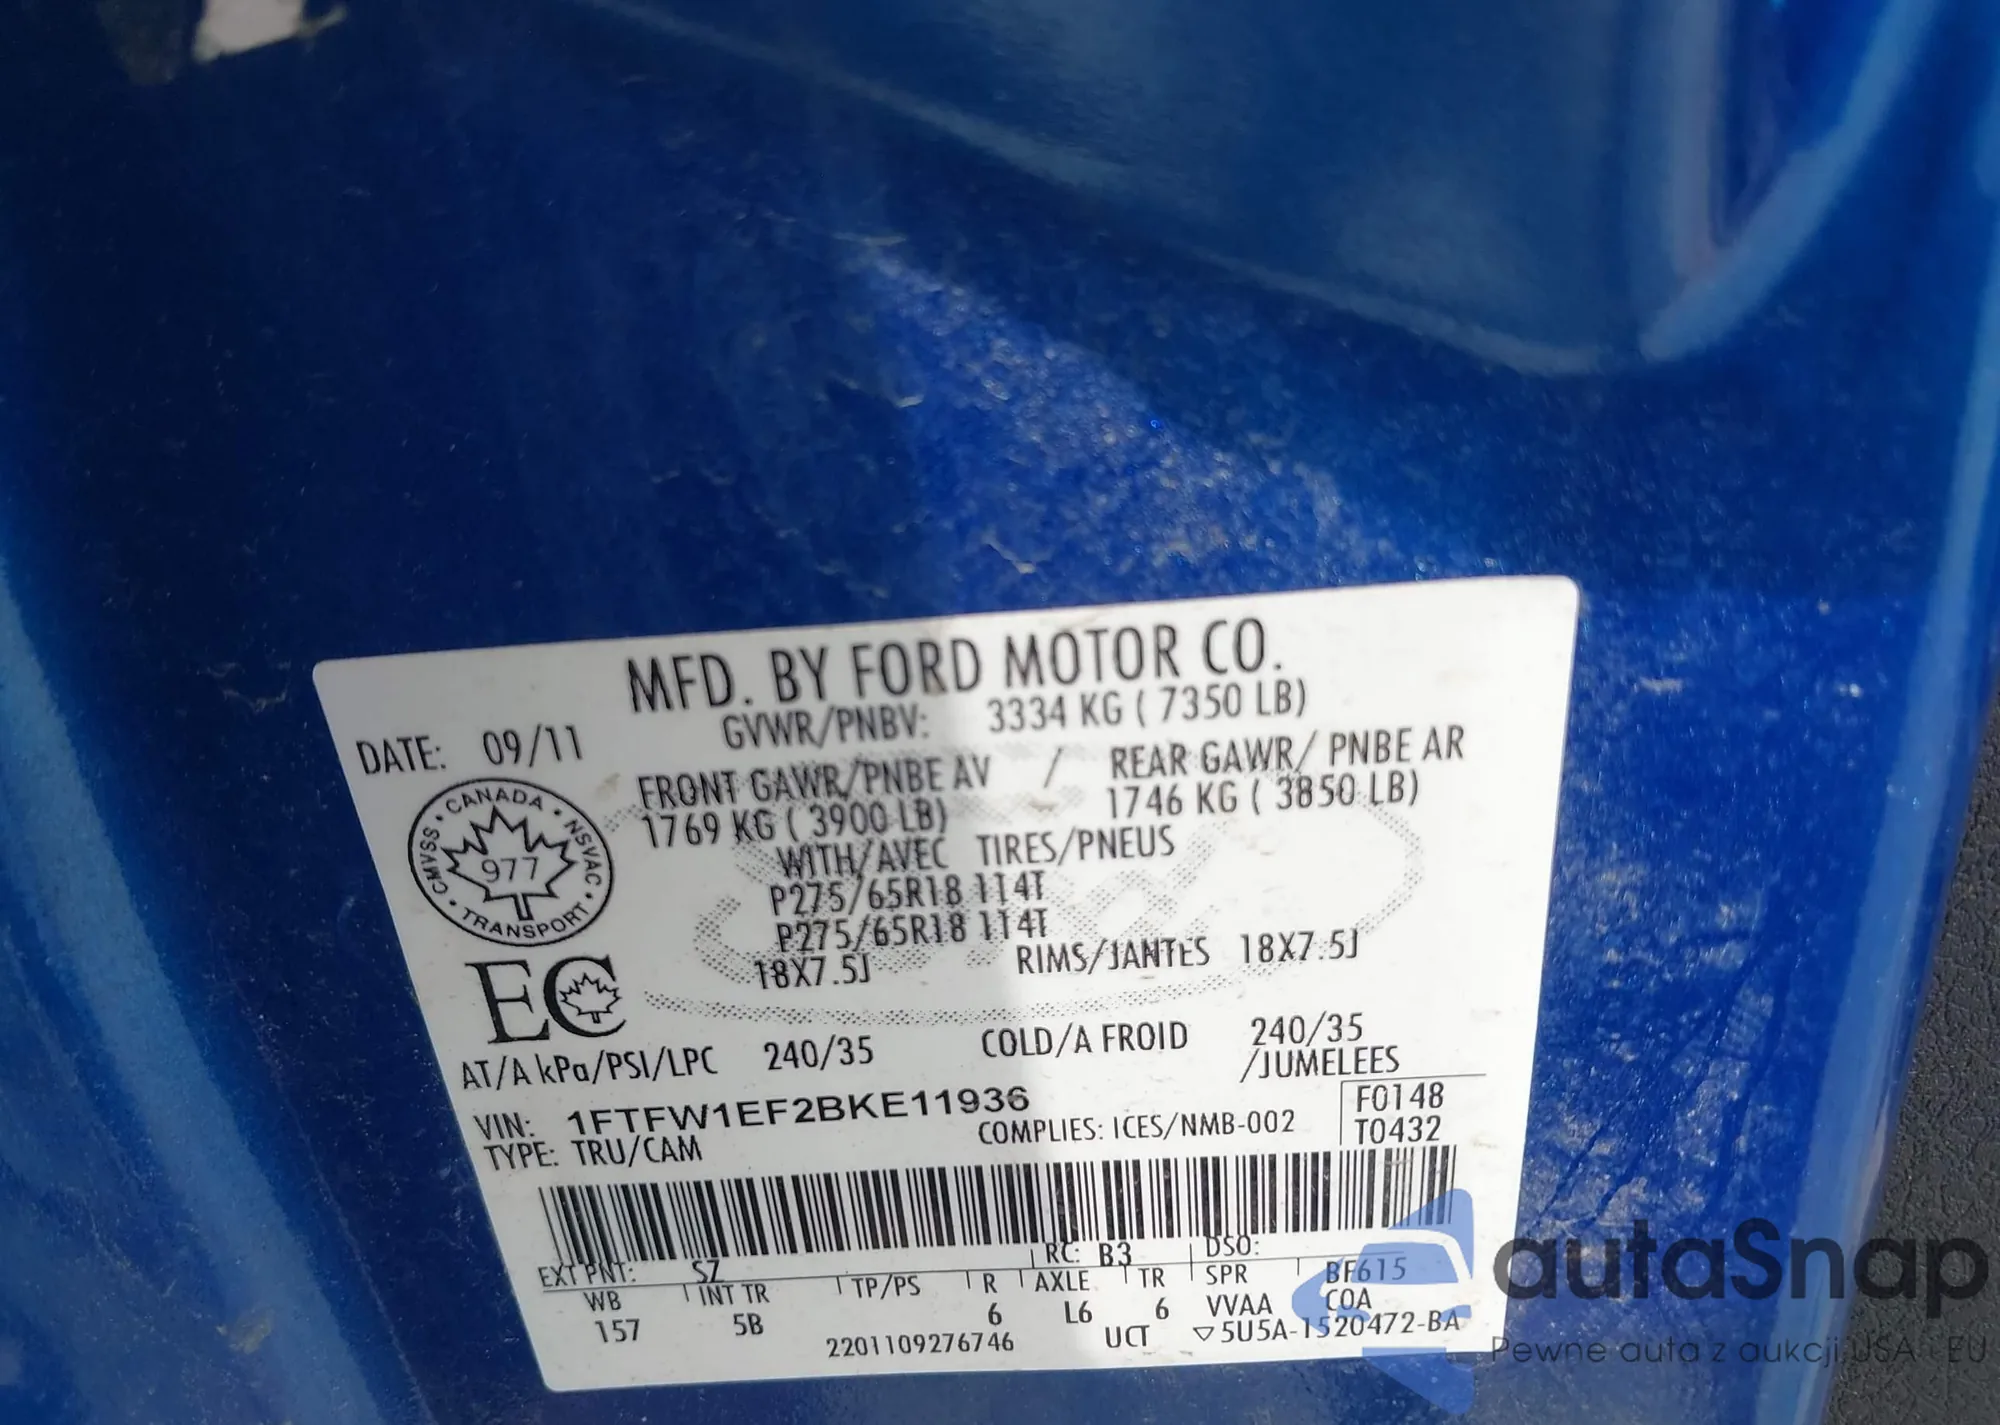 MFD. BY FORD MOTOR CO.
DATE: 09/11
GVWR/PNBV: 3334 KG ( 7350 LB)
FRONT GAWR/PNBE AV / REAR GAWR/ PNBE AR
1769 KG ( 3900 LB) 1746 KG ( 3850 LB)
WITH/AVEC TIRES/PNEUS
P275/65R18 114T
P275/65R18 114T
18X7.5J RIMS/JANTES 18X7.5J
CANADA • NSVAC • TRANSPORT • CMVSS •
977
EC
AT/A kPa/PSI/LPC 240/35 COLD/A FROID 240/35
/JUMELEES
VIN: 1FTFW1EF2BKE11936
F0148
TYPE: TRU/CAM COMPLIES: ICES/NMB-002 T0432
EXT PNT: SZ RC: B3 DSO:
WB INT TR TP/PS R AXLE TR SPR BF615
157 5B 6 L6 6 VVAA COA
2201109276746 UCT ▽5U5A-1520472-BA
autaSnap
Pewne auta z aukcji USA i EU